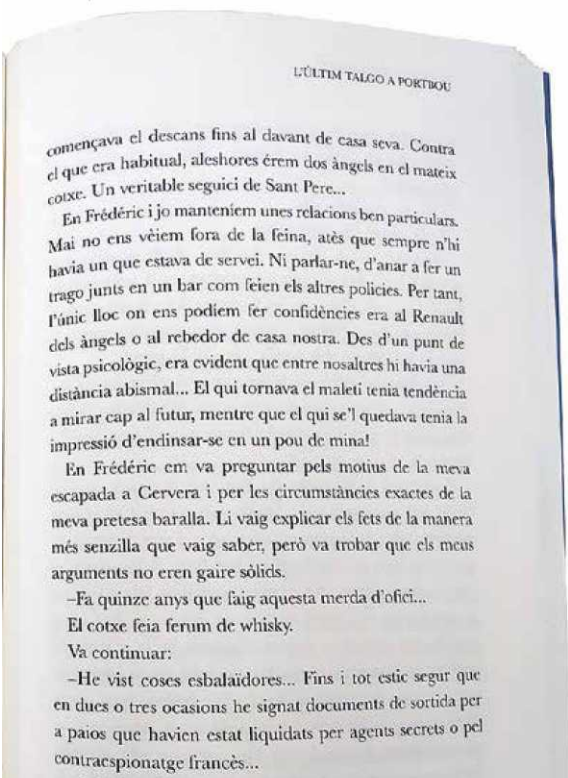 L'ÚLTIM TALGO A PORTBOU
començava el descans fins al davant de casa seva. Contra
el que era habitual, aleshores érem dos àngels en el mateix
cotxe. Un veritable seguici de Sant Pere...
En Frédéric i jo manteníem unes relacions ben particulars.
Mai no ens vèiem fora de la feina, atès que sempre n'hi
havia un que estava de servei. Ni parlar-ne, d'anar a fer un
trago junts en un bar com feien els altres policies. Per tant,
l'únic lloc on ens podíem fer confidències era al Renault
dels àngels o al rebedor de casa nostra. Des d'un punt de
vista psicològic, era evident que entre nosaltres hi havia una
distància abismal... El qui tornava el maletí tenia tendència
a mirar cap al futur, mentre que el qui se'l quedava tenia la
impressió d'endinsar-se en un pou de mina!
En Frédéric em va preguntar pels motius de la meva
escapada a Cervera i per les circumstàncies exactes de la
meva pretesa baralla. Li vaig explicar els fets de la manera
més senzilla que vaig saber, però va trobar que els meus
arguments no eren gaire sòlids.
–Fa quinze anys que faig aquesta merda d'ofici...
El cotxe feia ferum de whisky.
Va continuar:
–He vist coses esbalaïdores... Fins i tot estic segur que
en dues o tres ocasions he signat documents de sortida per
a paios que havien estat liquidats per agents secrets o pel
contraespionatge francès...